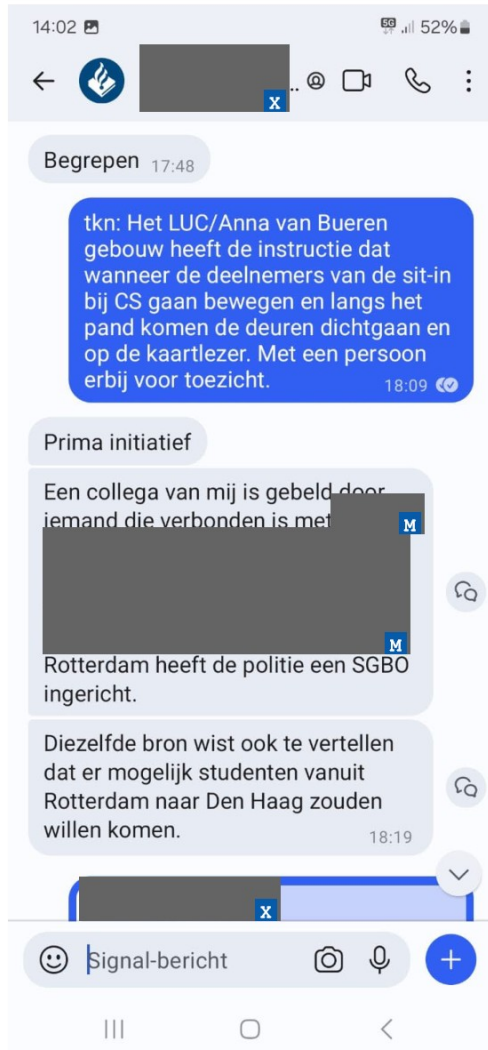 14:02
5G 52%
.. @
X
Begrepen 17:48
tkn: Het LUC/Anna van Bueren
gebouw heeft de instructie dat
wanneer de deelnemers van de sit-in
bij CS gaan bewegen en langs het
pand komen de deuren dichtgaan en
op de kaartlezer. Met een persoon
erbij voor toezicht. 18:09
Prima initiatief
Een collega van mij is gebeld door
iemand die verbonden is met
M
M
Rotterdam heeft de politie een SGBO
ingericht.
Diezelfde bron wist ook te vertellen
dat er mogelijk studenten vanuit
Rotterdam naar Den Haag zouden
willen komen. 18:19
X
Signal-bericht